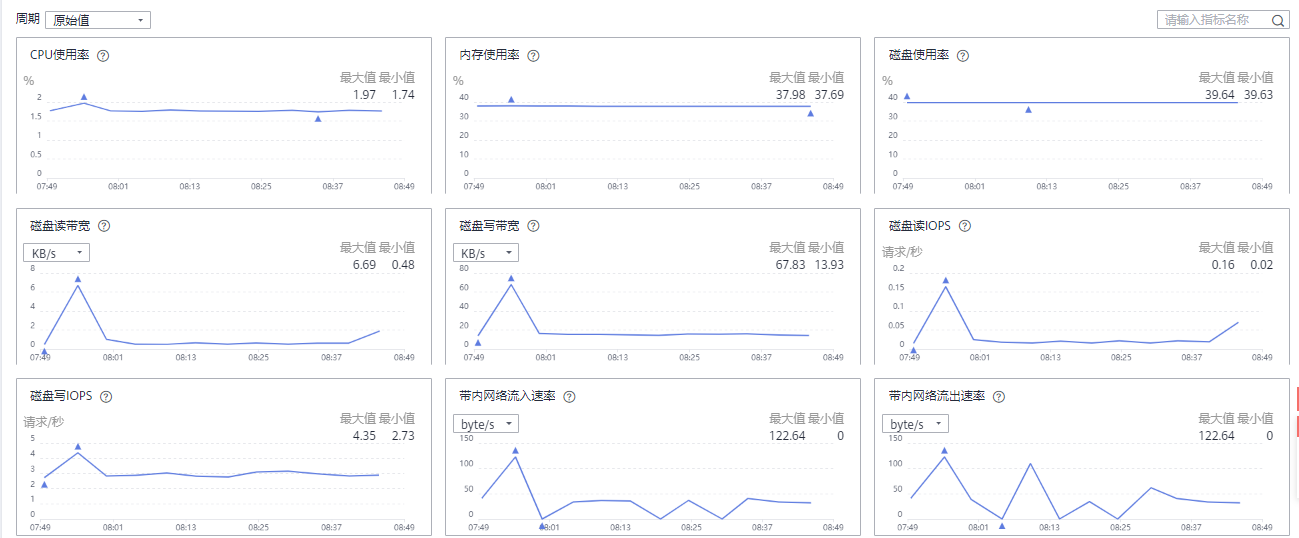 周期 原始值 请输入指标名称
CPU使用率
%
最大值 最小值
1.97 1.74
2
1.5
1
0.5
0
07:49 08:01 08:13 08:25 08:37 08:49
内存使用率
%
最大值 最小值
37.98 37.69
40
30
20
10
0
07:49 08:01 08:13 08:25 08:37 08:49
磁盘使用率
%
最大值 最小值
39.64 39.63
40
30
20
10
0
07:49 08:01 08:13 08:25 08:37 08:49
磁盘读带宽
KB/s
最大值 最小值
6.69 0.48
8
6
4
2
0
07:49 08:01 08:13 08:25 08:37 08:49
磁盘写带宽
KB/s
最大值 最小值
67.83 13.93
80
60
40
20
0
07:49 08:01 08:13 08:25 08:37 08:49
磁盘读IOPS
请求/秒
最大值 最小值
0.16 0.02
0.2
0.15
0.1
0.05
0
07:49 08:01 08:13 08:25 08:37 08:49
磁盘写IOPS
请求/秒
最大值 最小值
4.35 2.73
5
4
3
2
1
0
07:49 08:01 08:13 08:25 08:37 08:49
带内网络流入速率
byte/s
最大值 最小值
122.64 0
150
100
50
0
07:49 08:01 08:13 08:25 08:37 08:49
带内网络流出速率
byte/s
最大值 最小值
122.64 0
150
100
50
0
07:49 08:01 08:13 08:25 08:37 08:49